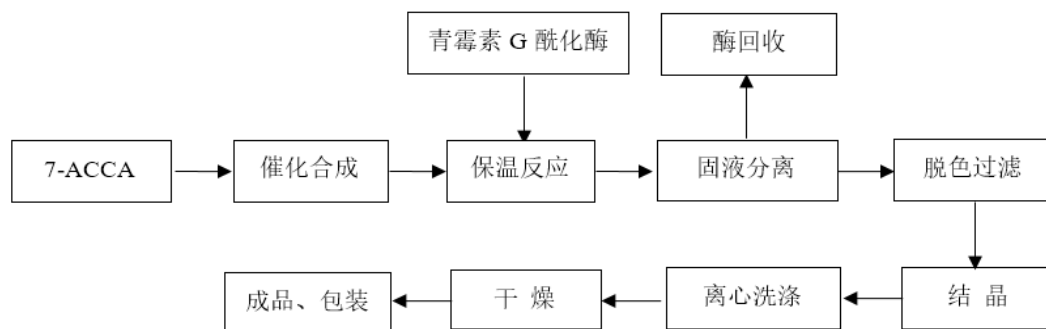 青霉素 G 酰化酶
酶回收
7-ACCA
催化合成
保温反应
固液分离
脱色过滤
成品、包装
干 燥
离心洗涤
结 晶